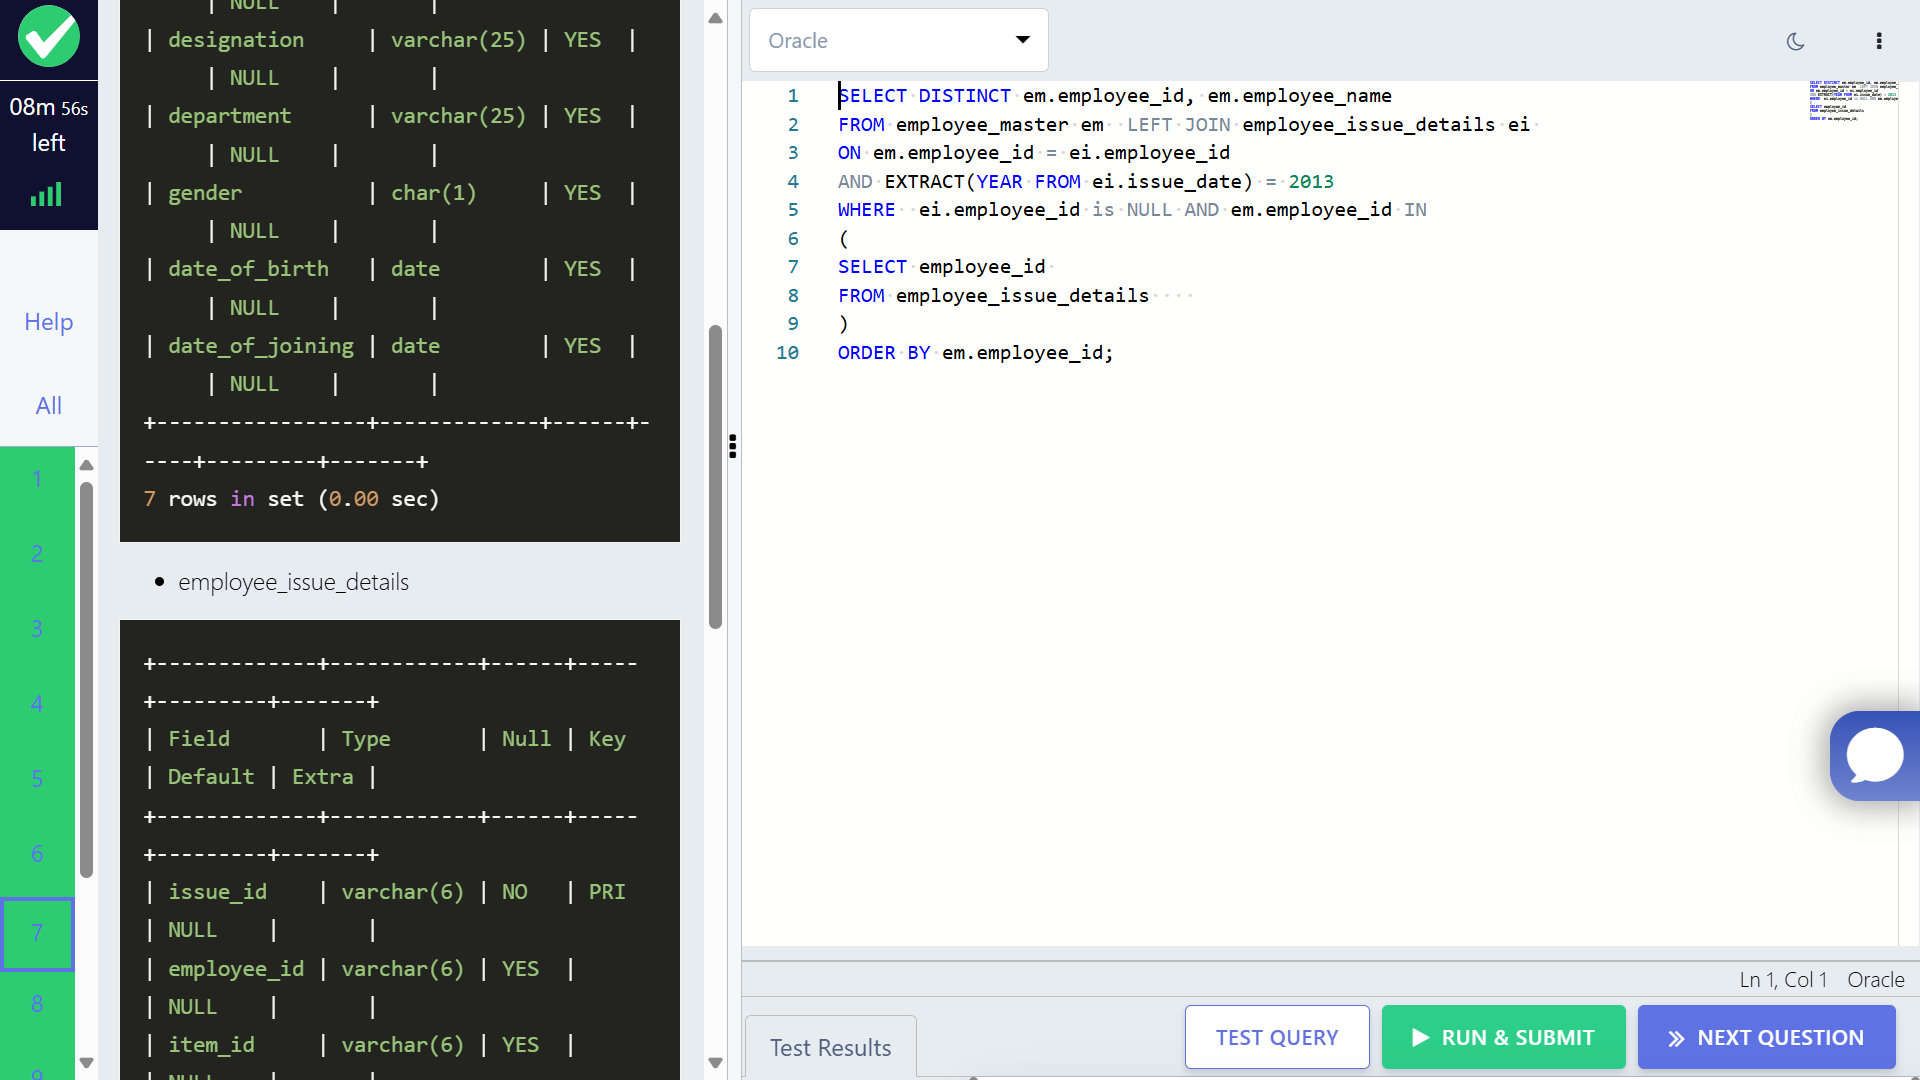 08m 56s
left
Help
All
1
2
3
4
5
6
7
8
9
| NULL | |
| designation | varchar(25) | YES |
| NULL | |
| department | varchar(25) | YES |
| NULL | |
| gender | char(1) | YES |
| NULL | |
| date_of_birth | date | YES |
| NULL | |
| date_of_joining | date | YES |
| NULL | |
+-----------------+-------------+------+-
----+---------+-------+
7 rows in set (0.00 sec)
• employee_issue_details
+-------------+------------+------+-----
+---------+-------+
| Field | Type | Null | Key
| Default | Extra |
+-------------+------------+------+-----
+---------+-------+
| issue_id | varchar(6) | NO | PRI
| NULL | |
| employee_id | varchar(6) | YES |
| NULL | |
| item_id | varchar(6) | YES |
| NULL | |
Oracle
1 SELECT DISTINCT em.employee_id, em.employee_name
2 FROM employee_master em LEFT JOIN employee_issue_details ei
3 ON em.employee_id = ei.employee_id
4 AND EXTRACT(YEAR FROM ei.issue_date) = 2013
5 WHERE ei.employee_id is NULL AND em.employee_id IN
6 (
7 SELECT employee_id
8 FROM employee_issue_details
9 )
10 ORDER BY em.employee_id;
Ln 1, Col 1 Oracle
Test Results
TEST QUERY
RUN & SUBMIT
NEXT QUESTION